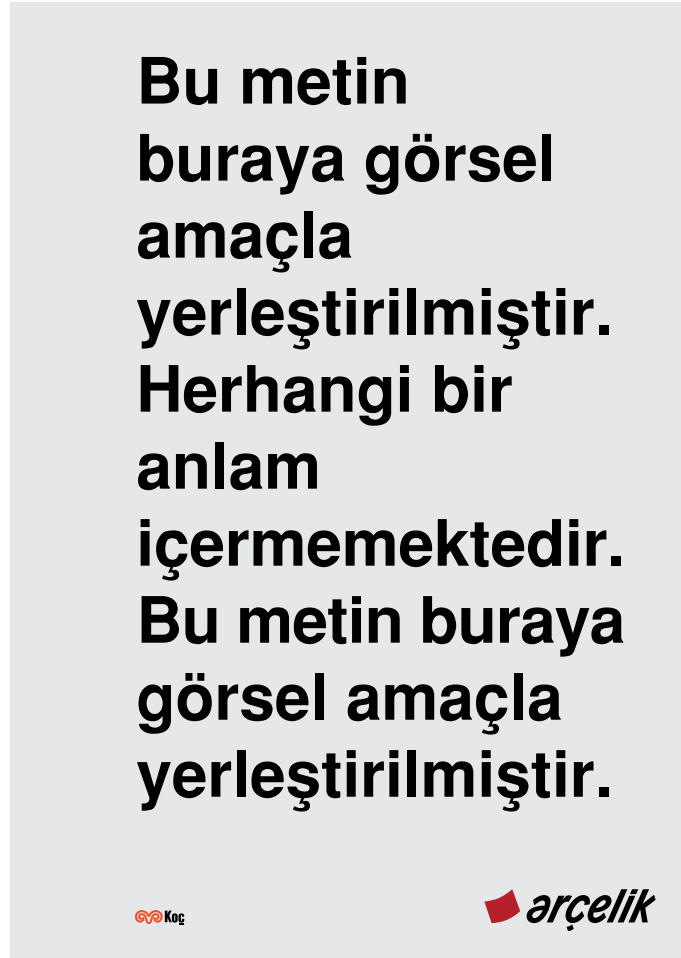 Bu metin
buraya görsel
amaçla
yerleştirilmiştir.
Herhangi bir
anlam
içermemektedir.
Bu metin buraya
görsel amaçla
yerleştirilmiştir.
Koç
arçelik